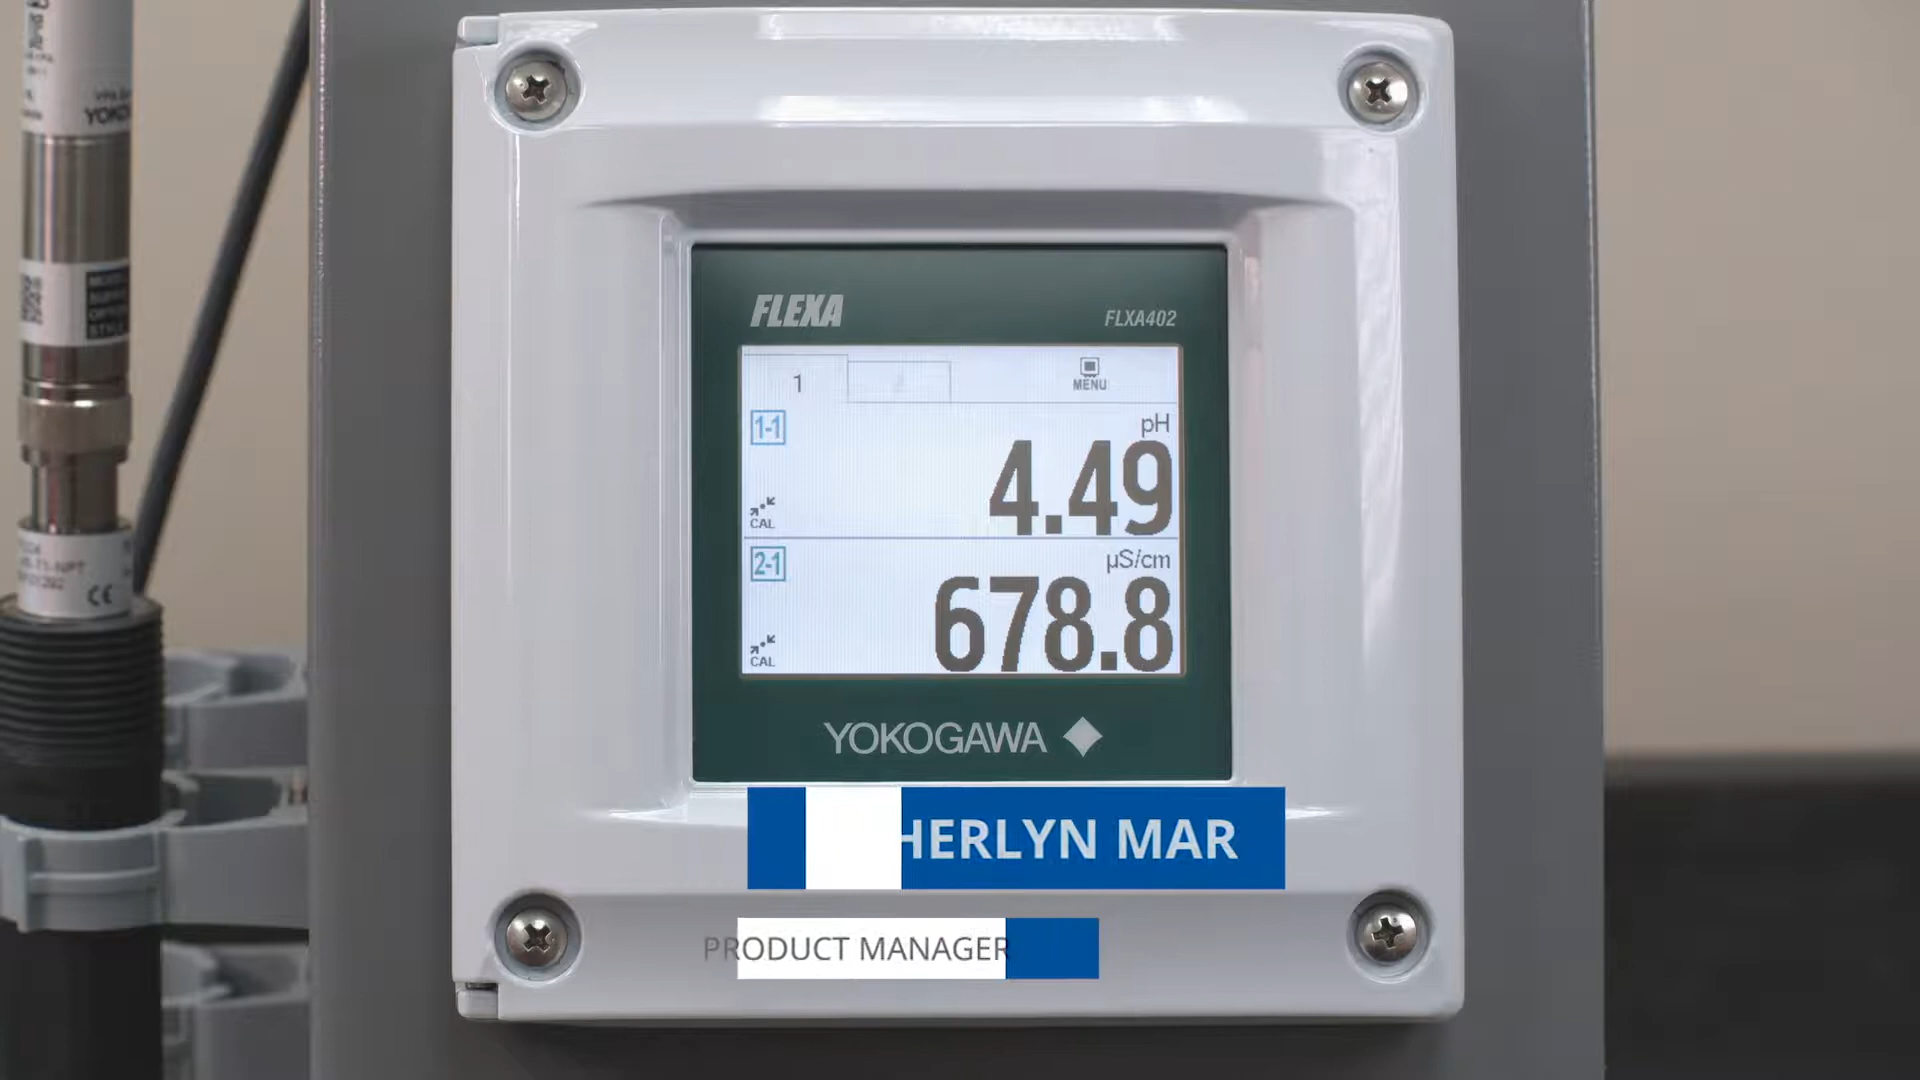 FLEXA
FLXA402
1
MENU
1-1
pH
4.49
CAL
2-1
µS/cm
678.8
CAL
YOKOGAWA
HERLYN MAR
PRODUCT MANAGER
CE